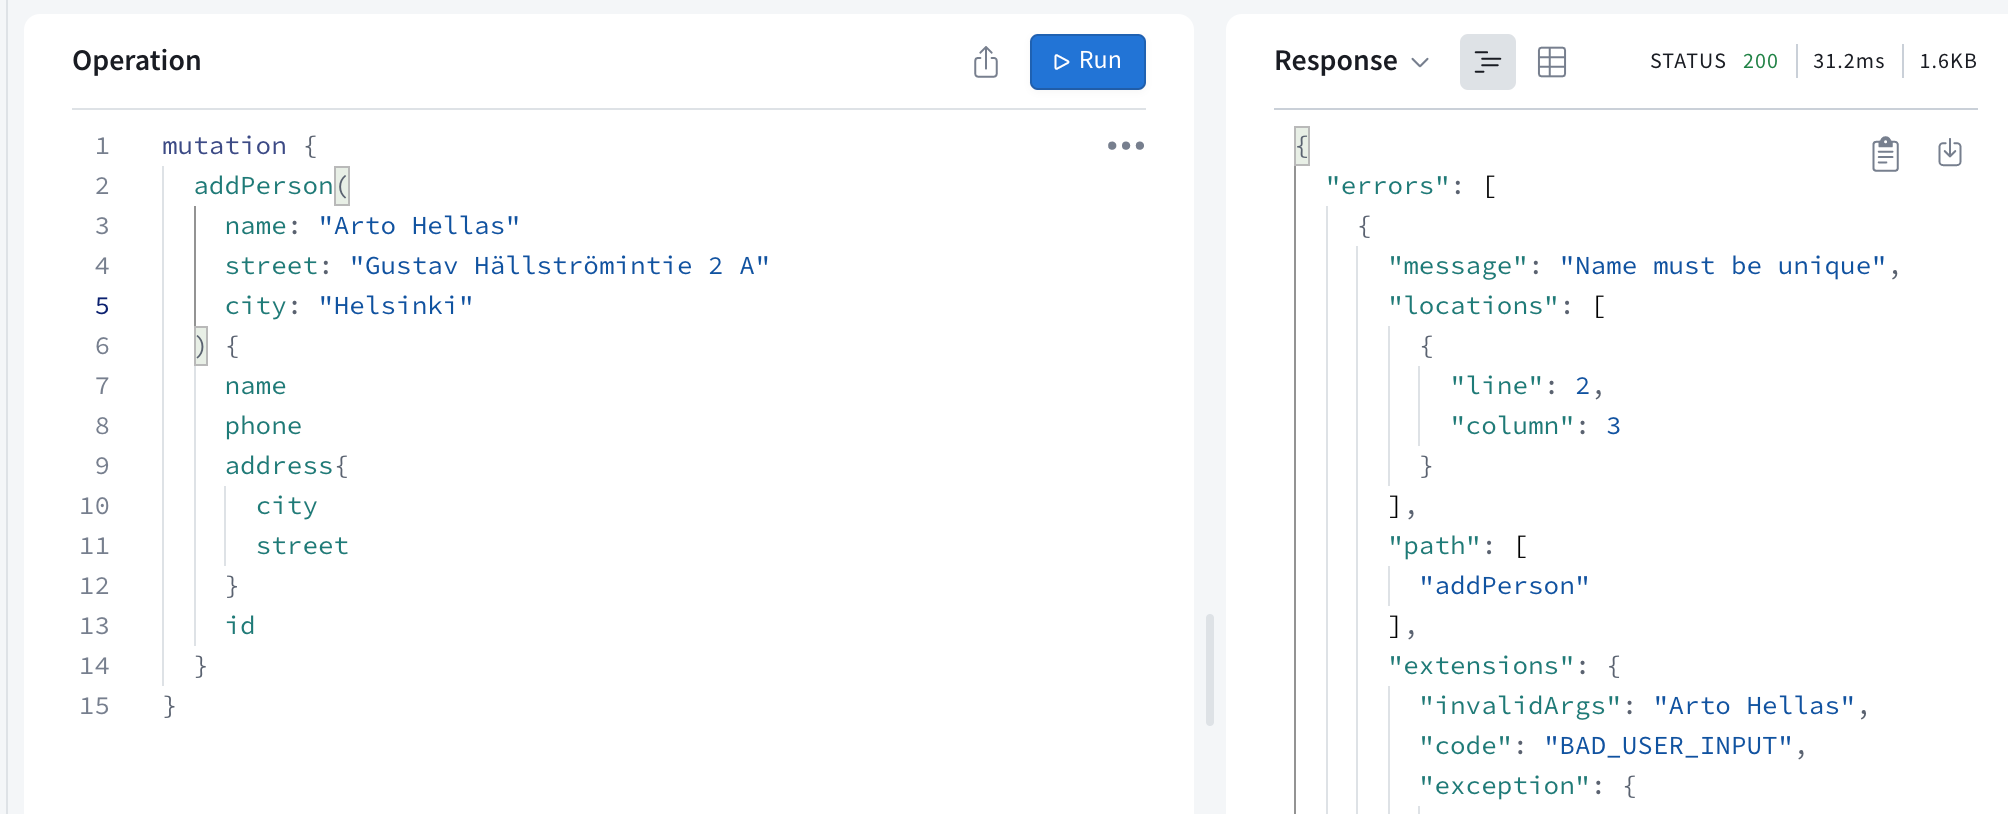 Operation
Run
1 mutation {
2 addPerson(
3 name: "Arto Hellas"
4 street: "Gustav Hällströmintie 2 A"
5 city: "Helsinki"
6 ) {
7 name
8 phone
9 address{
10 city
11 street
12 }
13 id
14 }
15 }
Response
STATUS 200 31.2ms 1.6KB
{
"errors": [
{
"message": "Name must be unique",
"locations": [
{
"line": 2,
"column": 3
}
],
"path": [
"addPerson"
],
"extensions": {
"invalidArgs": "Arto Hellas",
"code": "BAD_USER_INPUT",
"exception": {